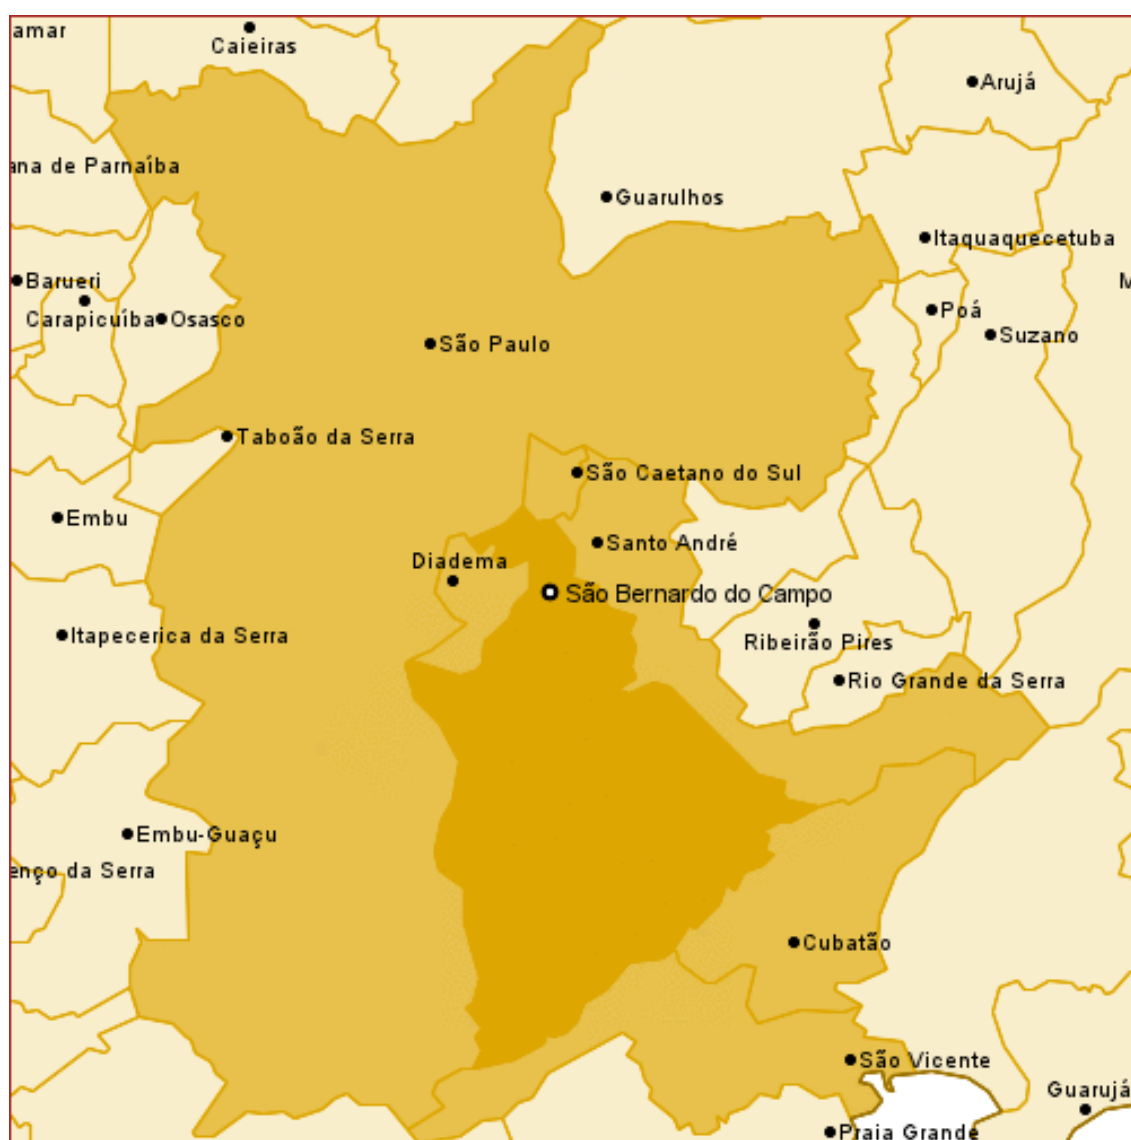 amar
Caieiras
Arujá
ana de Parnaíba
Guarulhos
Itaquaquecetuba
Barueri
M
Carapicuíba
Osasco
Poá
São Paulo
Suzano
Taboão da Serra
São Caetano do Sul
Embu
Santo André
Diadema
São Bernardo do Campo
Itapecerica da Serra
Ribeirão Pires
Rio Grande da Serra
Embu-Guaçu
enço da Serra
Cubatão
São Vicente
Guarujá
Praia Grande